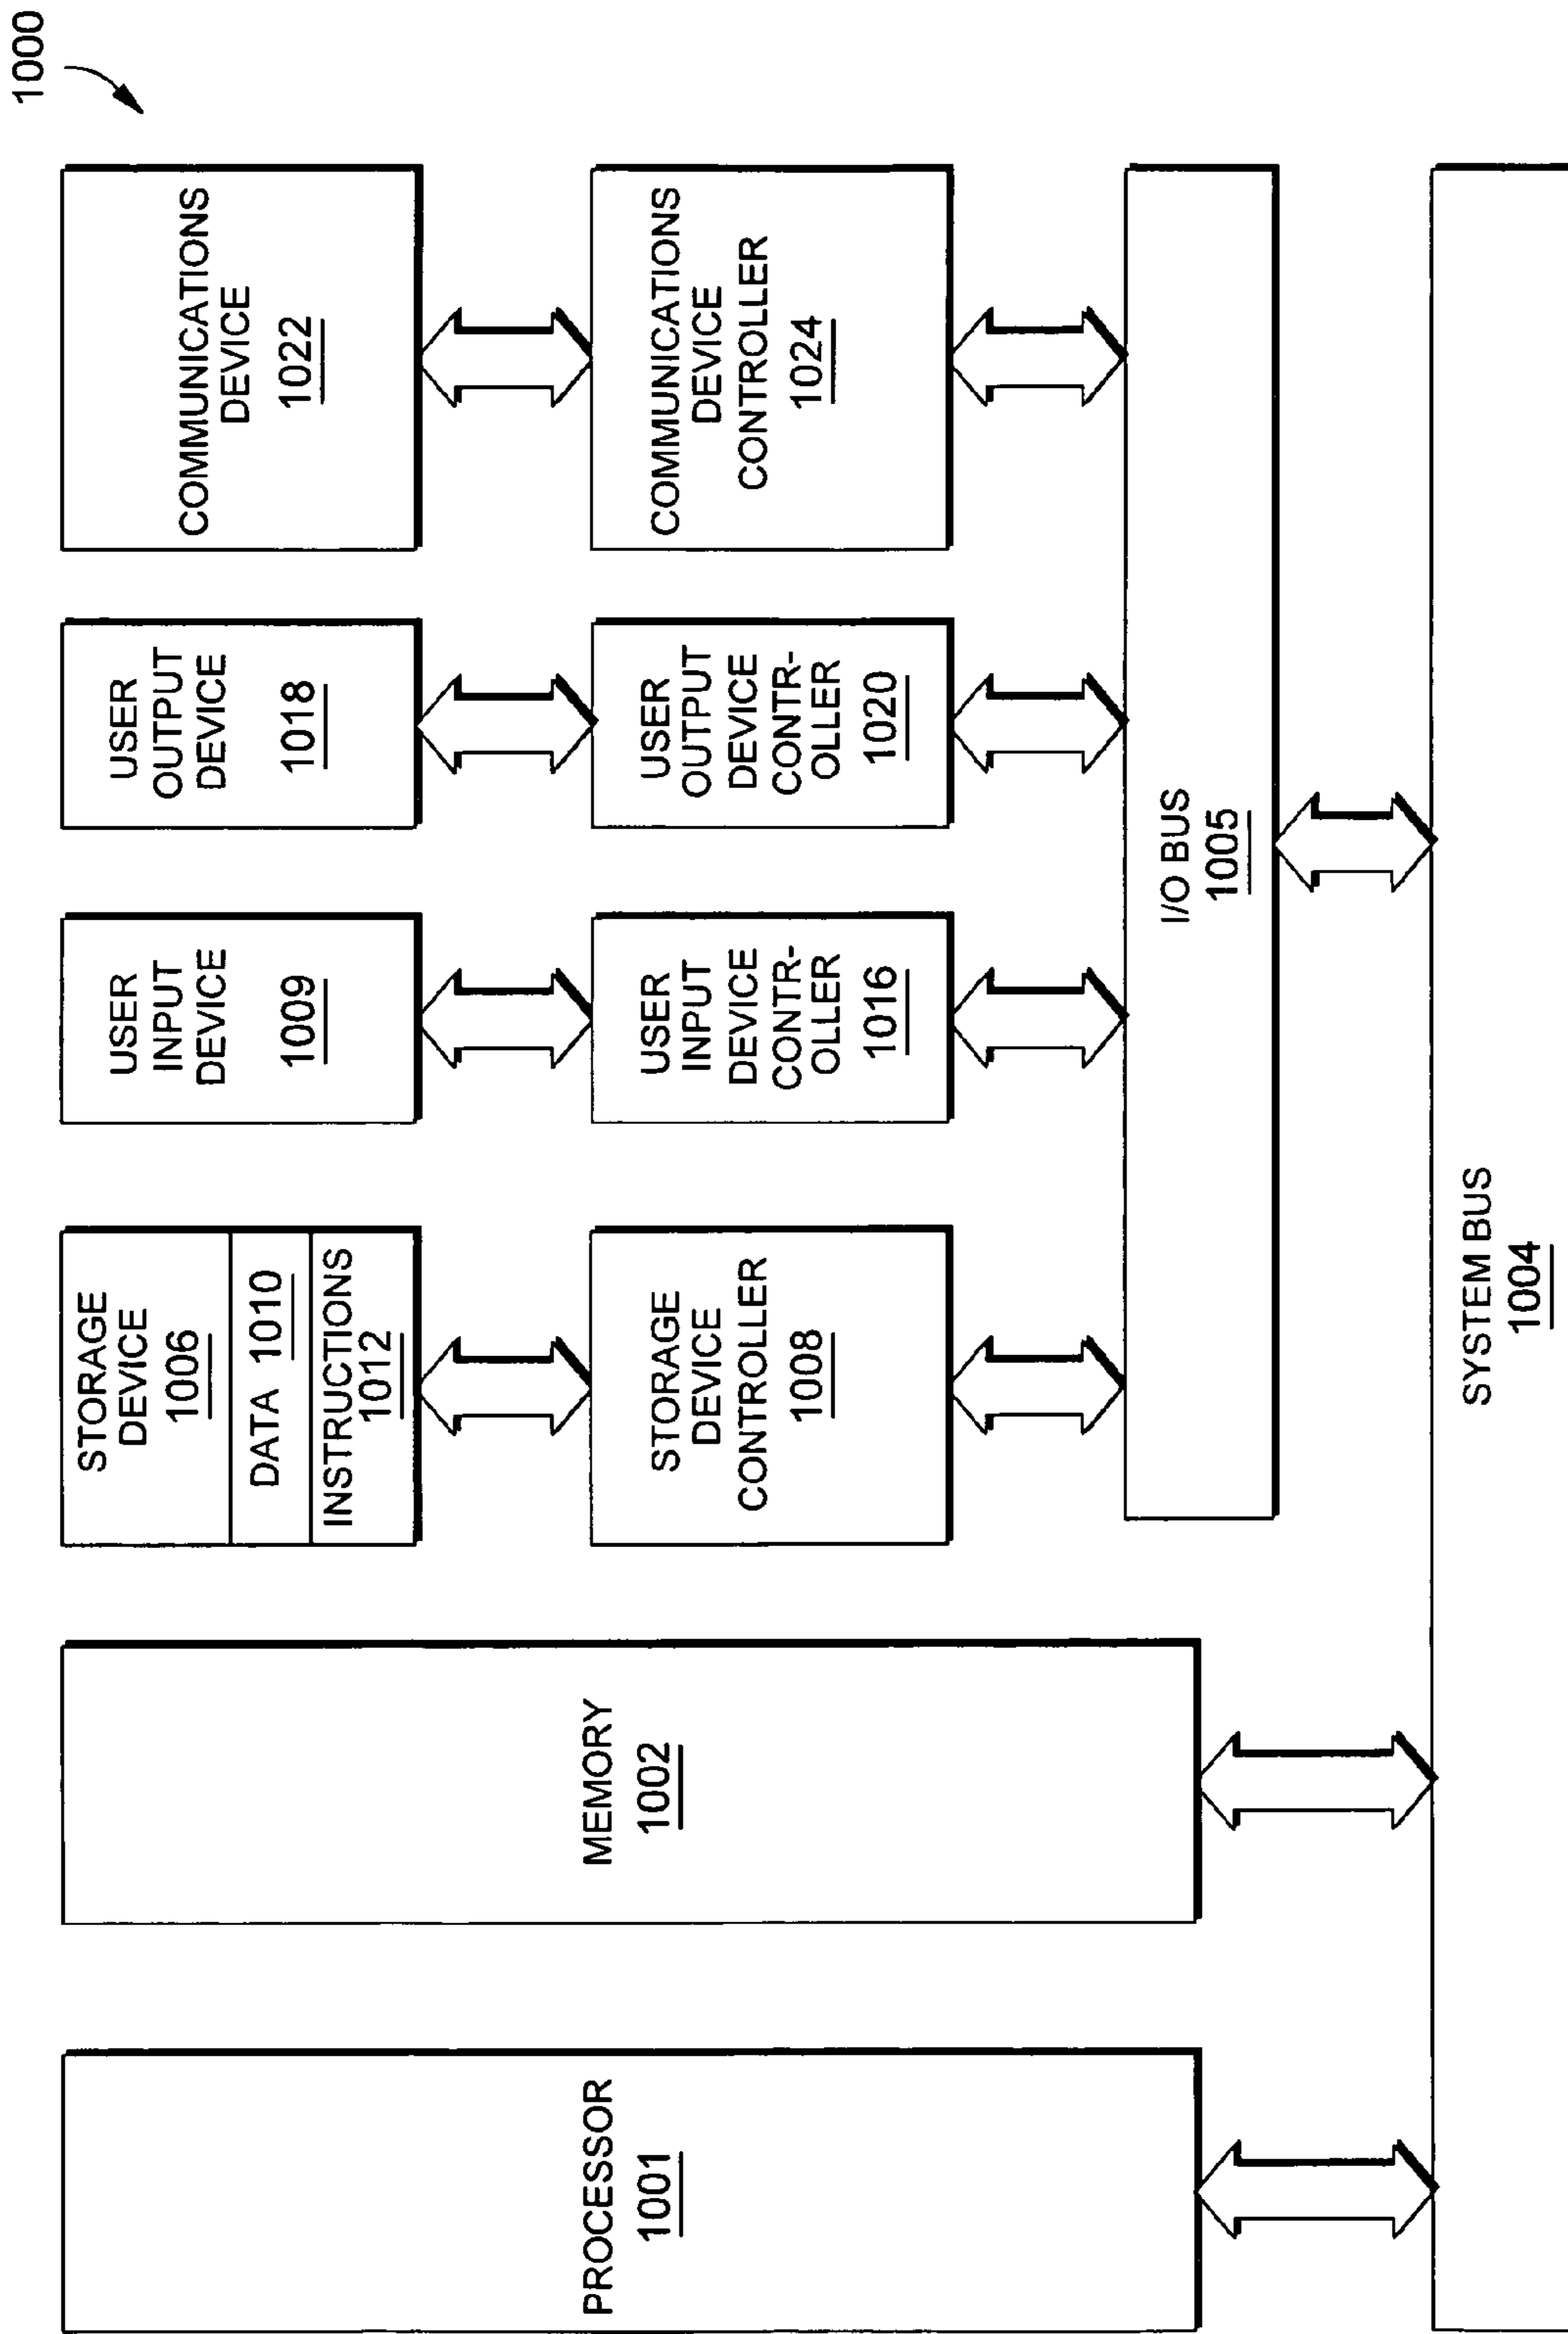 1000
PROCESSOR
1001
MEMORY
1002
STORAGE
DEVICE
1006
DATA 1010
INSTRUCTIONS
1012
STORAGE
DEVICE
CONTROLLER
1008
USER
INPUT
DEVICE
1009
USER
INPUT
DEVICE
CONTR-
OLLER
1016
USER
OUTPUT
DEVICE
1018
USER
OUTPUT
DEVICE
CONTR-
OLLER
1020
COMMUNICATIONS
DEVICE
1022
COMMUNICATIONS
DEVICE
CONTROLLER
1024
I/O BUS
1005
SYSTEM BUS
1004